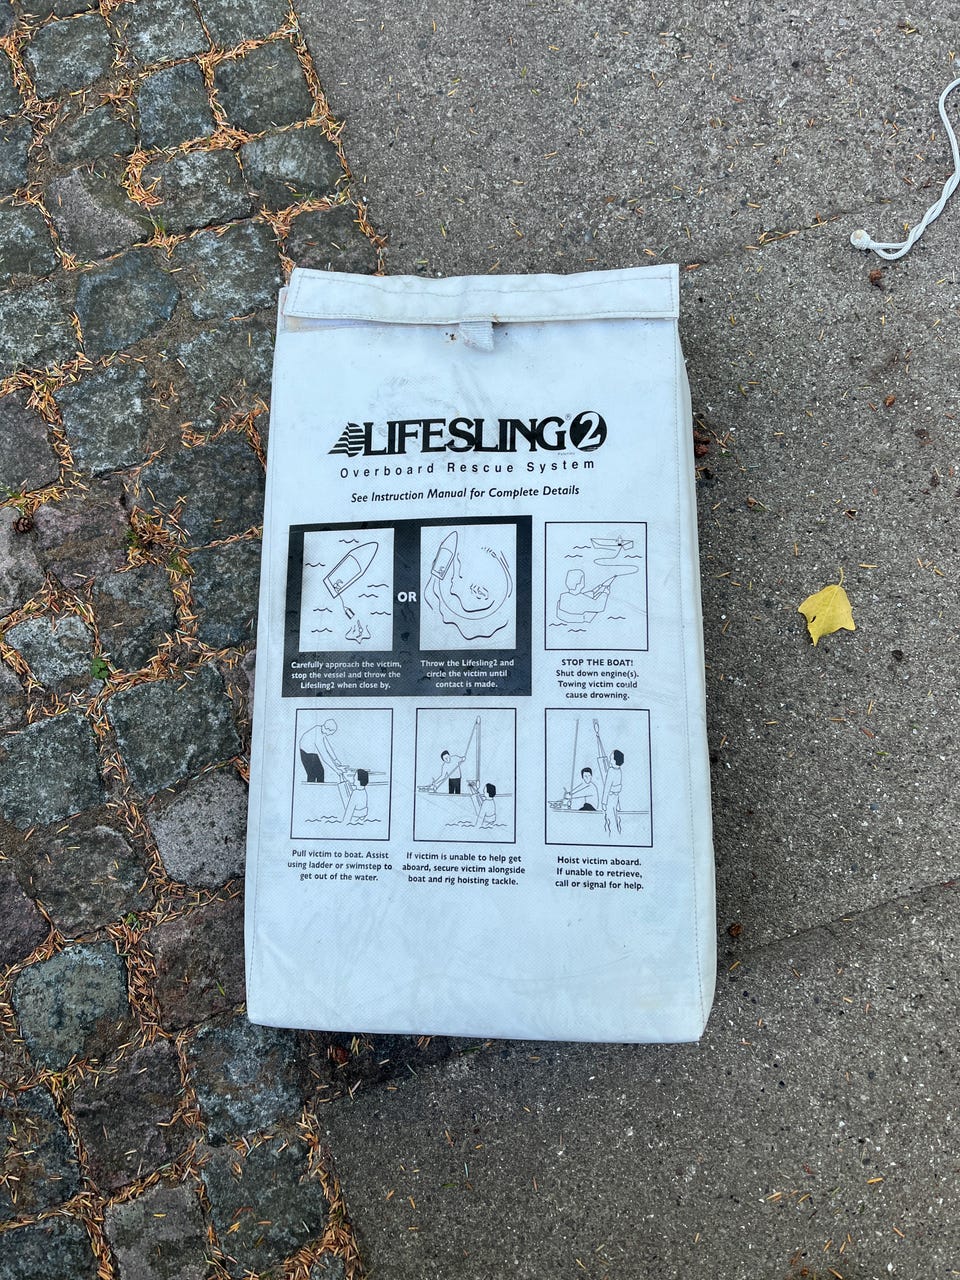 LIFESLING® 2
Overboard Rescue System
See Instruction Manual for Complete Details
OR
Carefully approach the victim,
stop the vessel and throw the
Lifesling2 when close by.
Throw the Lifesling2 and
circle the victim until
contact is made.
STOP THE BOAT!
Shut down engine(s).
Towing victim could
cause drowning.
Pull victim to boat. Assist
using ladder or swimstep to
get out of the water.
If victim is unable to help get
aboard, secure victim alongside
boat and rig hoisting tackle.
Hoist victim aboard.
If unable to retrieve,
call or signal for help.